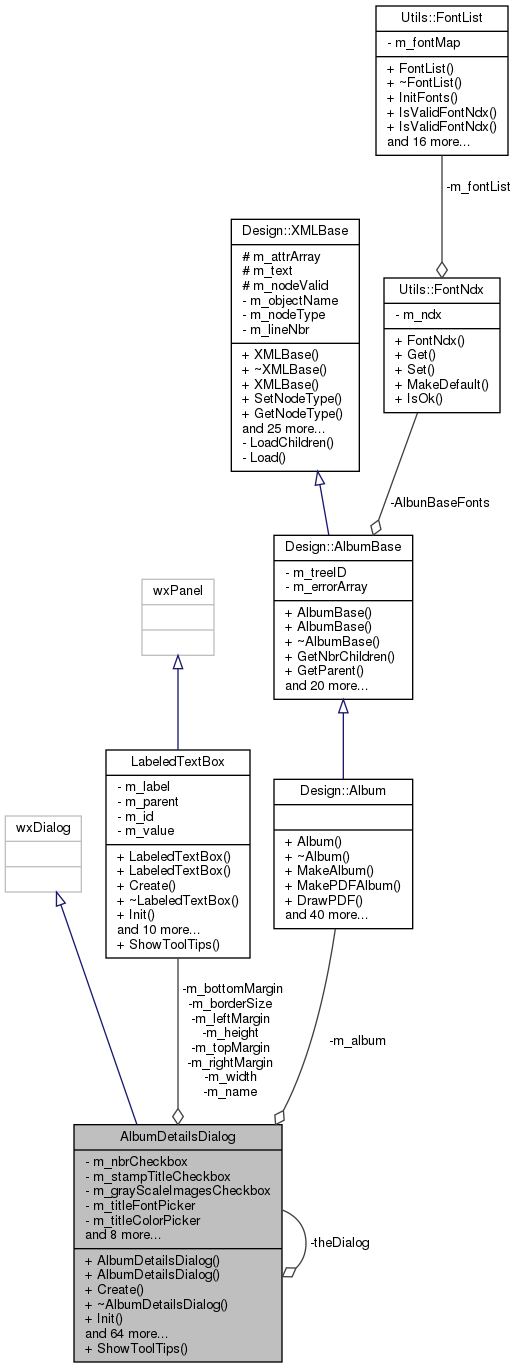 Utils::FontList
- m_fontMap
+ FontList()
+ ~FontList()
+ InitFonts()
+ IsValidFontNdx()
+ IsValidFontNdx()
and 16 more...
-m_fontList
Design::XMLBase
# m_attrArray
# m_text
# m_nodeValid
- m_objectName
- m_nodeType
- m_lineNbr
+ XMLBase()
+ ~XMLBase()
+ XMLBase()
+ SetNodeType()
+ GetNodeType()
and 25 more...
- LoadChildren()
- Load()
Utils::FontNdx
- m_ndx
+ FontNdx()
+ Get()
+ Set()
+ MakeDefault()
+ IsOk()
-AlbunBaseFonts
Design::AlbumBase
- m_treeID
- m_errorArray
+ AlbumBase()
+ AlbumBase()
+ ~AlbumBase()
+ GetNbrChildren()
+ GetParent()
and 20 more...
wxPanel
LabeledTextBox
- m_label
- m_parent
- m_id
- m_value
+ LabeledTextBox()
+ LabeledTextBox()
+ Create()
+ ~LabeledTextBox()
+ Init()
and 10 more...
+ ShowToolTips()
Design::Album
+ Album()
+ ~Album()
+ MakeAlbum()
+ MakePDFAlbum()
+ DrawPDF()
and 40 more...
wxDialog
-m_bottomMargin
-m_borderSize
-m_leftMargin
-m_height
-m_topMargin
-m_rightMargin
-m_width
-m_name
-m_album
AlbumDetailsDialog
- m_nbrCheckbox
- m_stampTitleCheckbox
- m_grayScaleImagesCheckbox
- m_titleFontPicker
- m_titleColorPicker
and 8 more...
+ AlbumDetailsDialog()
+ AlbumDetailsDialog()
+ Create()
+ ~AlbumDetailsDialog()
+ Init()
and 64 more...
+ ShowToolTips()
-theDialog